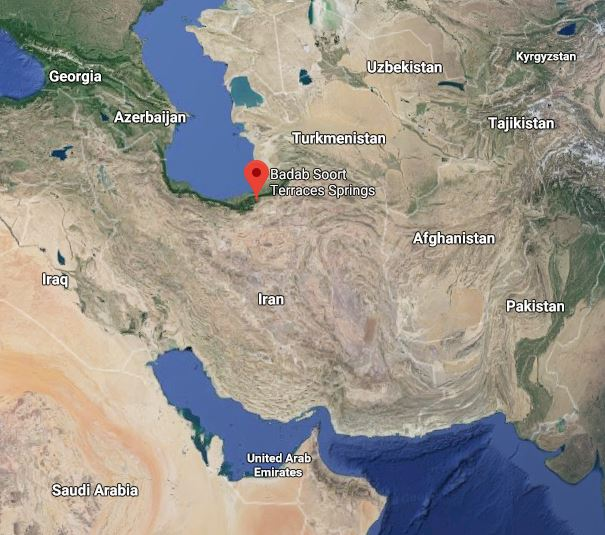 Kyrgyzstan
Uzbekistan
Georgia
Azerbaijan
Tajikistan
Turkmenistan
Badab Soort
Terraces Springs
Afghanistan
Iraq
Iran
Pakistan
United Arab
Emirates
Saudi Arabia